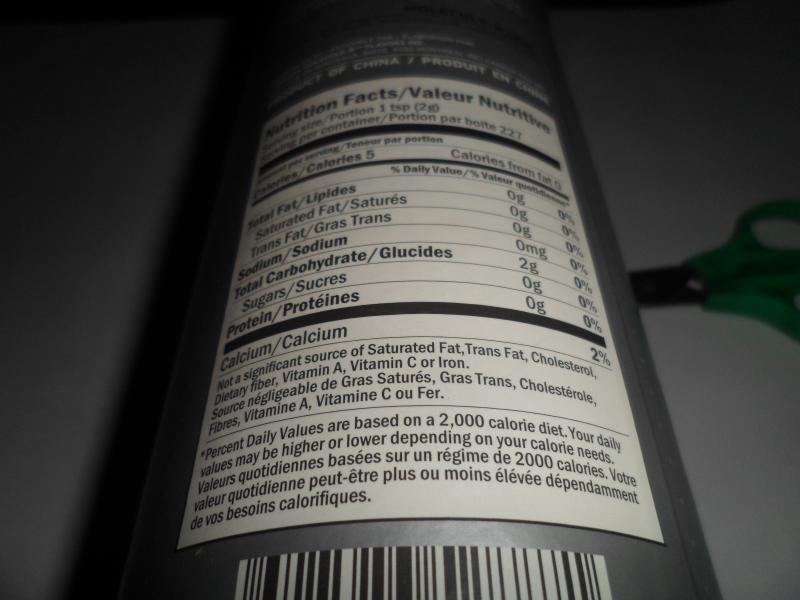 PRODUCT OF CHINA / PRODUIT EN CHINE
Nutrition Facts/Valeur Nutritive
Serving size/Portion 1 tsp (2g)
Serving per container/Portion par boite 227
Amount per serving/Teneur par portion
Calories/Calories 5 Calories from fat 0
% Daily Value/% Valeur quotidienne*
Total Fat/Lipides 0g 0%
Saturated Fat/Saturés 0g 0%
Trans Fat/Gras Trans 0g 0%
Sodium/Sodium 0mg 0%
Total Carbohydrate/Glucides 2g 0%
Sugars/Sucres 0g 0%
Protein/Protéines 0g
Calcium/Calcium 2%
Not a significant source of Saturated Fat,Trans Fat, Cholesterol,
Dietary fiber, Vitamin A, Vitamin C or Iron.
Source négligeable de Gras Saturés, Gras Trans, Cholestérole,
Fibres, Vitamine A, Vitamine C ou Fer.
*Percent Daily Values are based on a 2,000 calorie diet. Your daily
values may be higher or lower depending on your calorie needs.
Valeurs quotidiennes basées sur un régime de 2000 calories. Votre
valeur quotidienne peut-être plus ou moins élévée dépendamment
de vos besoins calorifiques.